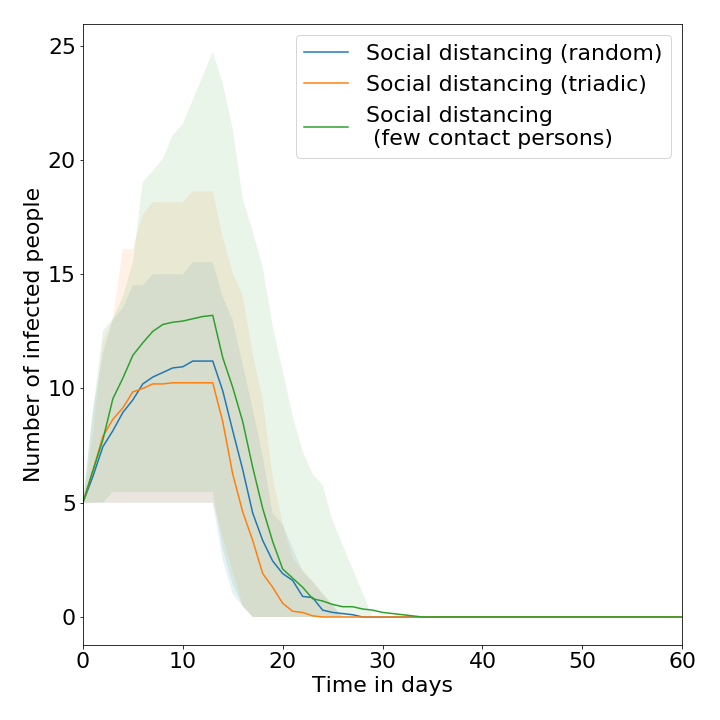 Number of infected people
25
20
15
10
5
0
Social distancing (random)
Social distancing (triadic)
Social distancing
(few contact persons)
0 10 20 30 40 50 60
Time in days